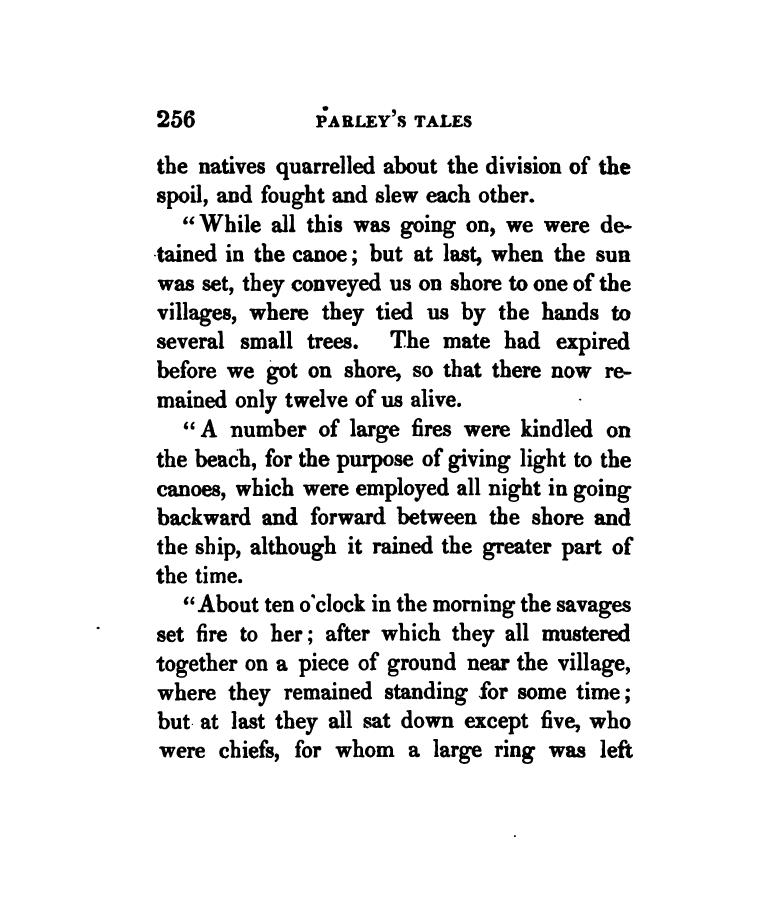 256 PARLEY'S TALES
the natives quarrelled about the division of the
spoil, and fought and slew each other.
"While all this was going on, we were de-
tained in the canoe; but at last, when the sun
was set, they conveyed us on shore to one of the
villages, where they tied us by the hands to
several small trees. The mate had expired
before we got on shore, so that there now re-
mained only twelve of us alive.
"A number of large fires were kindled on
the beach, for the purpose of giving light to the
canoes, which were employed all night in going
backward and forward between the shore and
the ship, although it rained the greater part of
the time.
"About ten o'clock in the morning the savages
set fire to her; after which they all mustered
together on a piece of ground near the village,
where they remained standing for some time;
but at last they all sat down except five, who
were chiefs, for whom a large ring was left